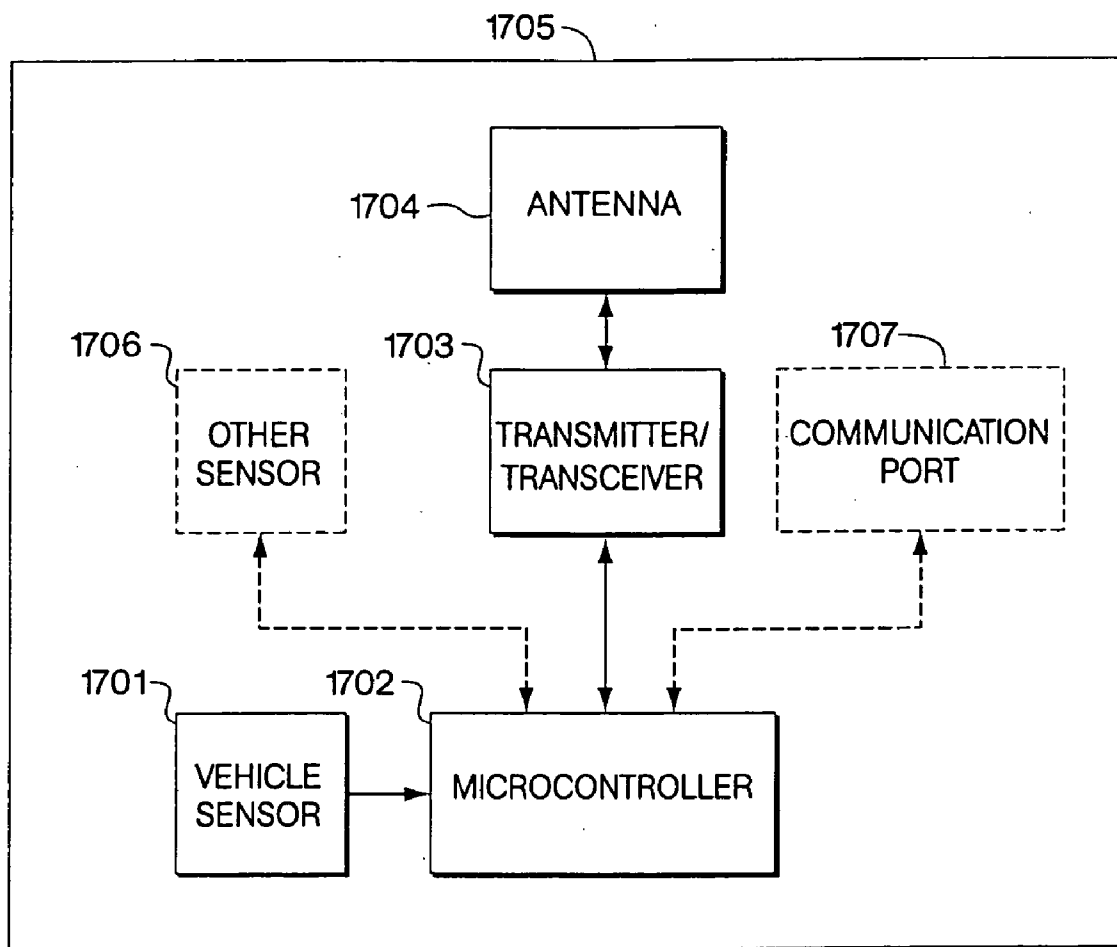 1705
1704
ANTENNA
1706
1703
1707
OTHER
SENSOR
TRANSMITTER/
TRANSCEIVER
COMMUNICATION
PORT
1701
1702
VEHICLE
SENSOR
MICROCONTROLLER